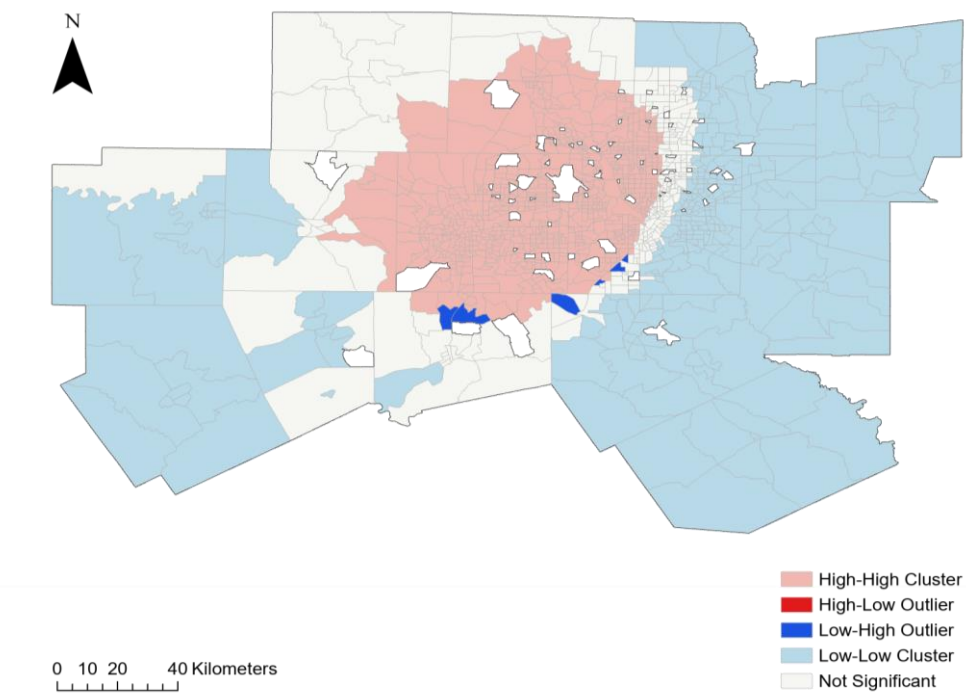 N
High-High Cluster
High-Low Outlier
Low-High Outlier
Low-Low Cluster
Not Significant
0 10 20 40 Kilometers